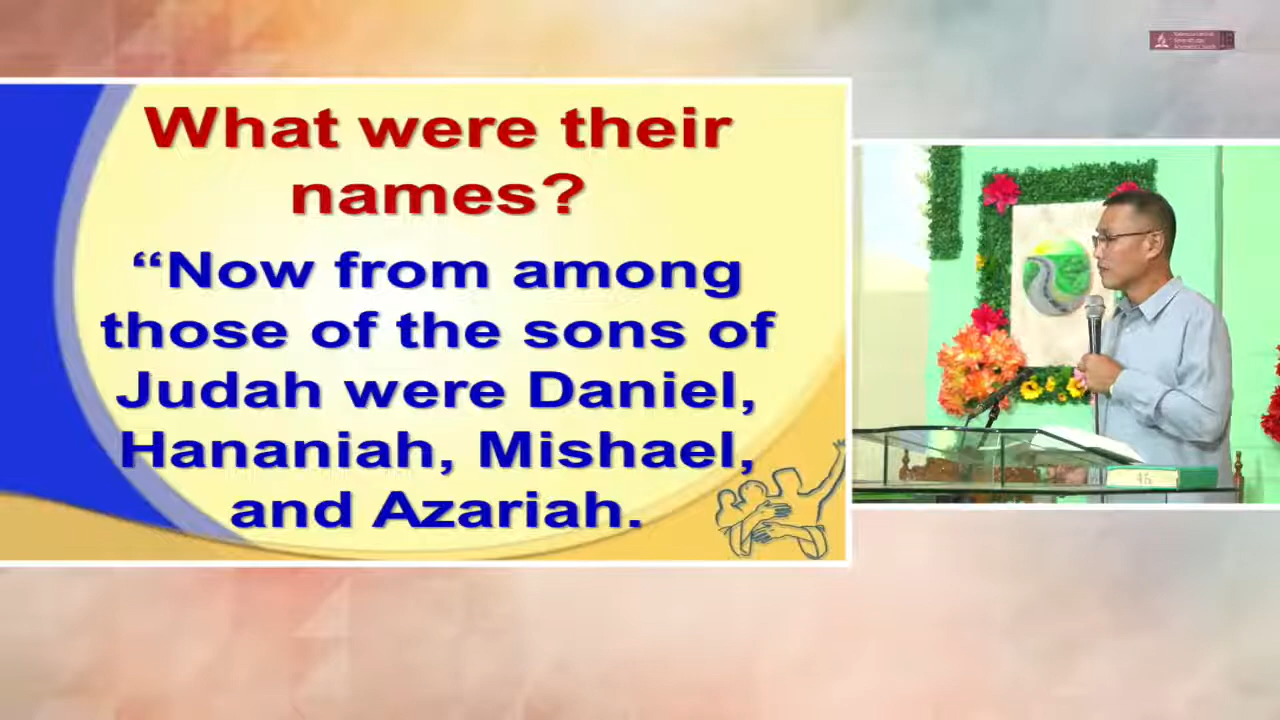 What were their
names?
“Now from among
those of the sons of
Judah were Daniel,
Hananiah, Mishael,
and Azariah.